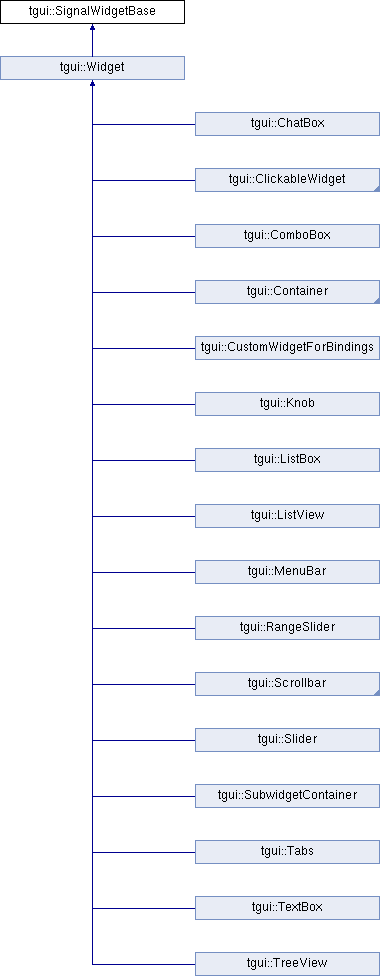 tgui::SignalWidgetBase
tgui::Widget
tgui::ChatBox
tgui::ClickableWidget
tgui::ComboBox
tgui::Container
tgui::CustomWidgetForBindings
tgui::Knob
tgui::ListBox
tgui::ListView
tgui::MenuBar
tgui::RangeSlider
tgui::Scrollbar
tgui::Slider
tgui::SubwidgetContainer
tgui::Tabs
tgui::TextBox
tgui::TreeView